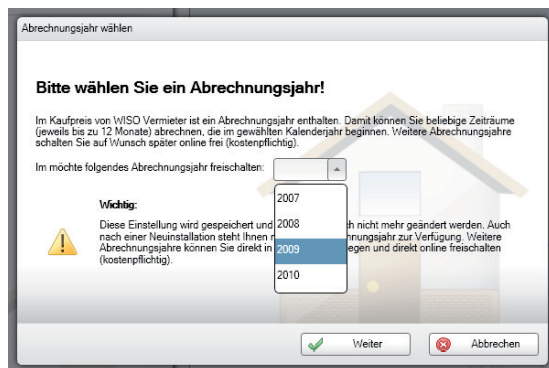 Abrechnungsjahr wählen
Bitte wählen Sie ein Abrechnungsjahr!
Im Kaufpreis von WISO Vermieter ist ein Abrechnungsjahr enthalten. Damit können Sie beliebige Zeiträume
(jeweils bis zu 12 Monate) abrechnen, die im gewählten Kalenderjahr beginnen. Weitere Abrechnungsjahre
schalten Sie auf Wunsch später online frei (kostenpflichtig).
Im möchte folgendes Abrechnungsjahr freischalten:
2007
2008
2009
2010
Wichtig:
Diese Einstellung wird gespeichert und nicht mehr geändert werden. Auch
nach einer Neuinstallation steht Ihnen zur Verfügung. Weitere
Abrechnungsjahre können Sie direkt in und direkt online freischalten
(kostenpflichtig).
Weiter
Abbrechen